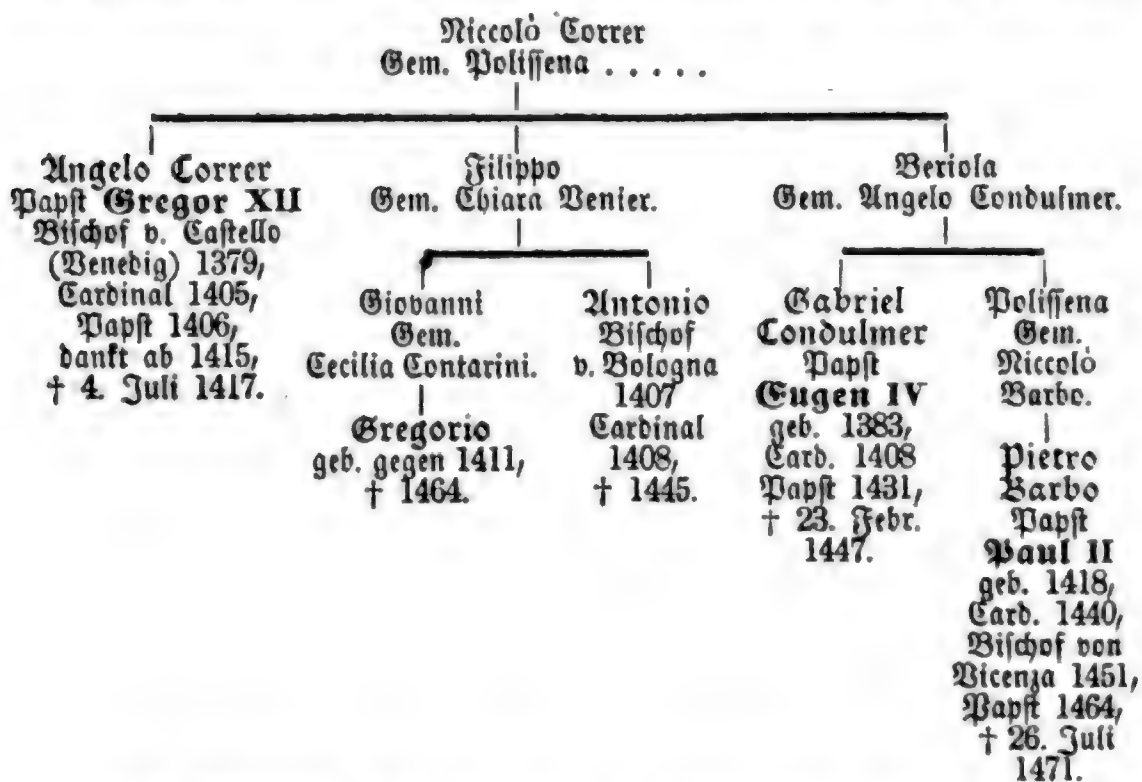 Niccolò Correr
Gem. Polissena . . . . .
Angelo Correr
Papst Gregor XII
Bischof v. Castello
(Venedig) 1379,
Cardinal 1405,
Papst 1406,
dankt ab 1415,
† 4. Juli 1417.
Filippo
Gem. Chiara Venier.
Giovanni
Gem.
Cecilia Contarini.
Gregorio
geb. gegen 1411,
† 1464.
Antonio
Bischof
v. Bologna
1407
Cardinal
1408,
† 1445.
Beriola
Gem. Angelo Condulmer.
Gabriel
Condulmer
Papst
Eugen IV
geb. 1383,
Card. 1408
Papst 1431,
† 23. Febr.
1447.
Polissena
Gem.
Niccolò
Barbo.
Pietro
Barbo
Papst
Paul II
geb. 1418,
Card. 1440,
Bischof von
Vicenza 1451,
Papst 1464,
† 26. Juli
1471.